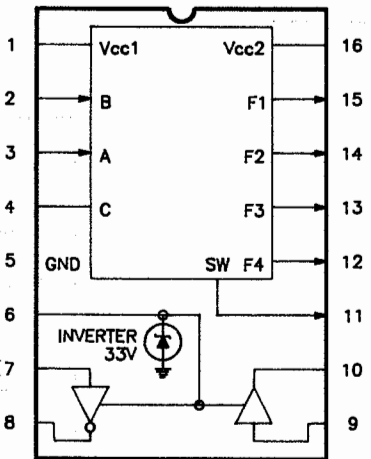 1 Vcc1 Vcc2 16
2 B F1 15
3 A F2 14
4 C F3 13
5 GND SW F4 12
6 11
INVERTER
33V
7 10
8 9